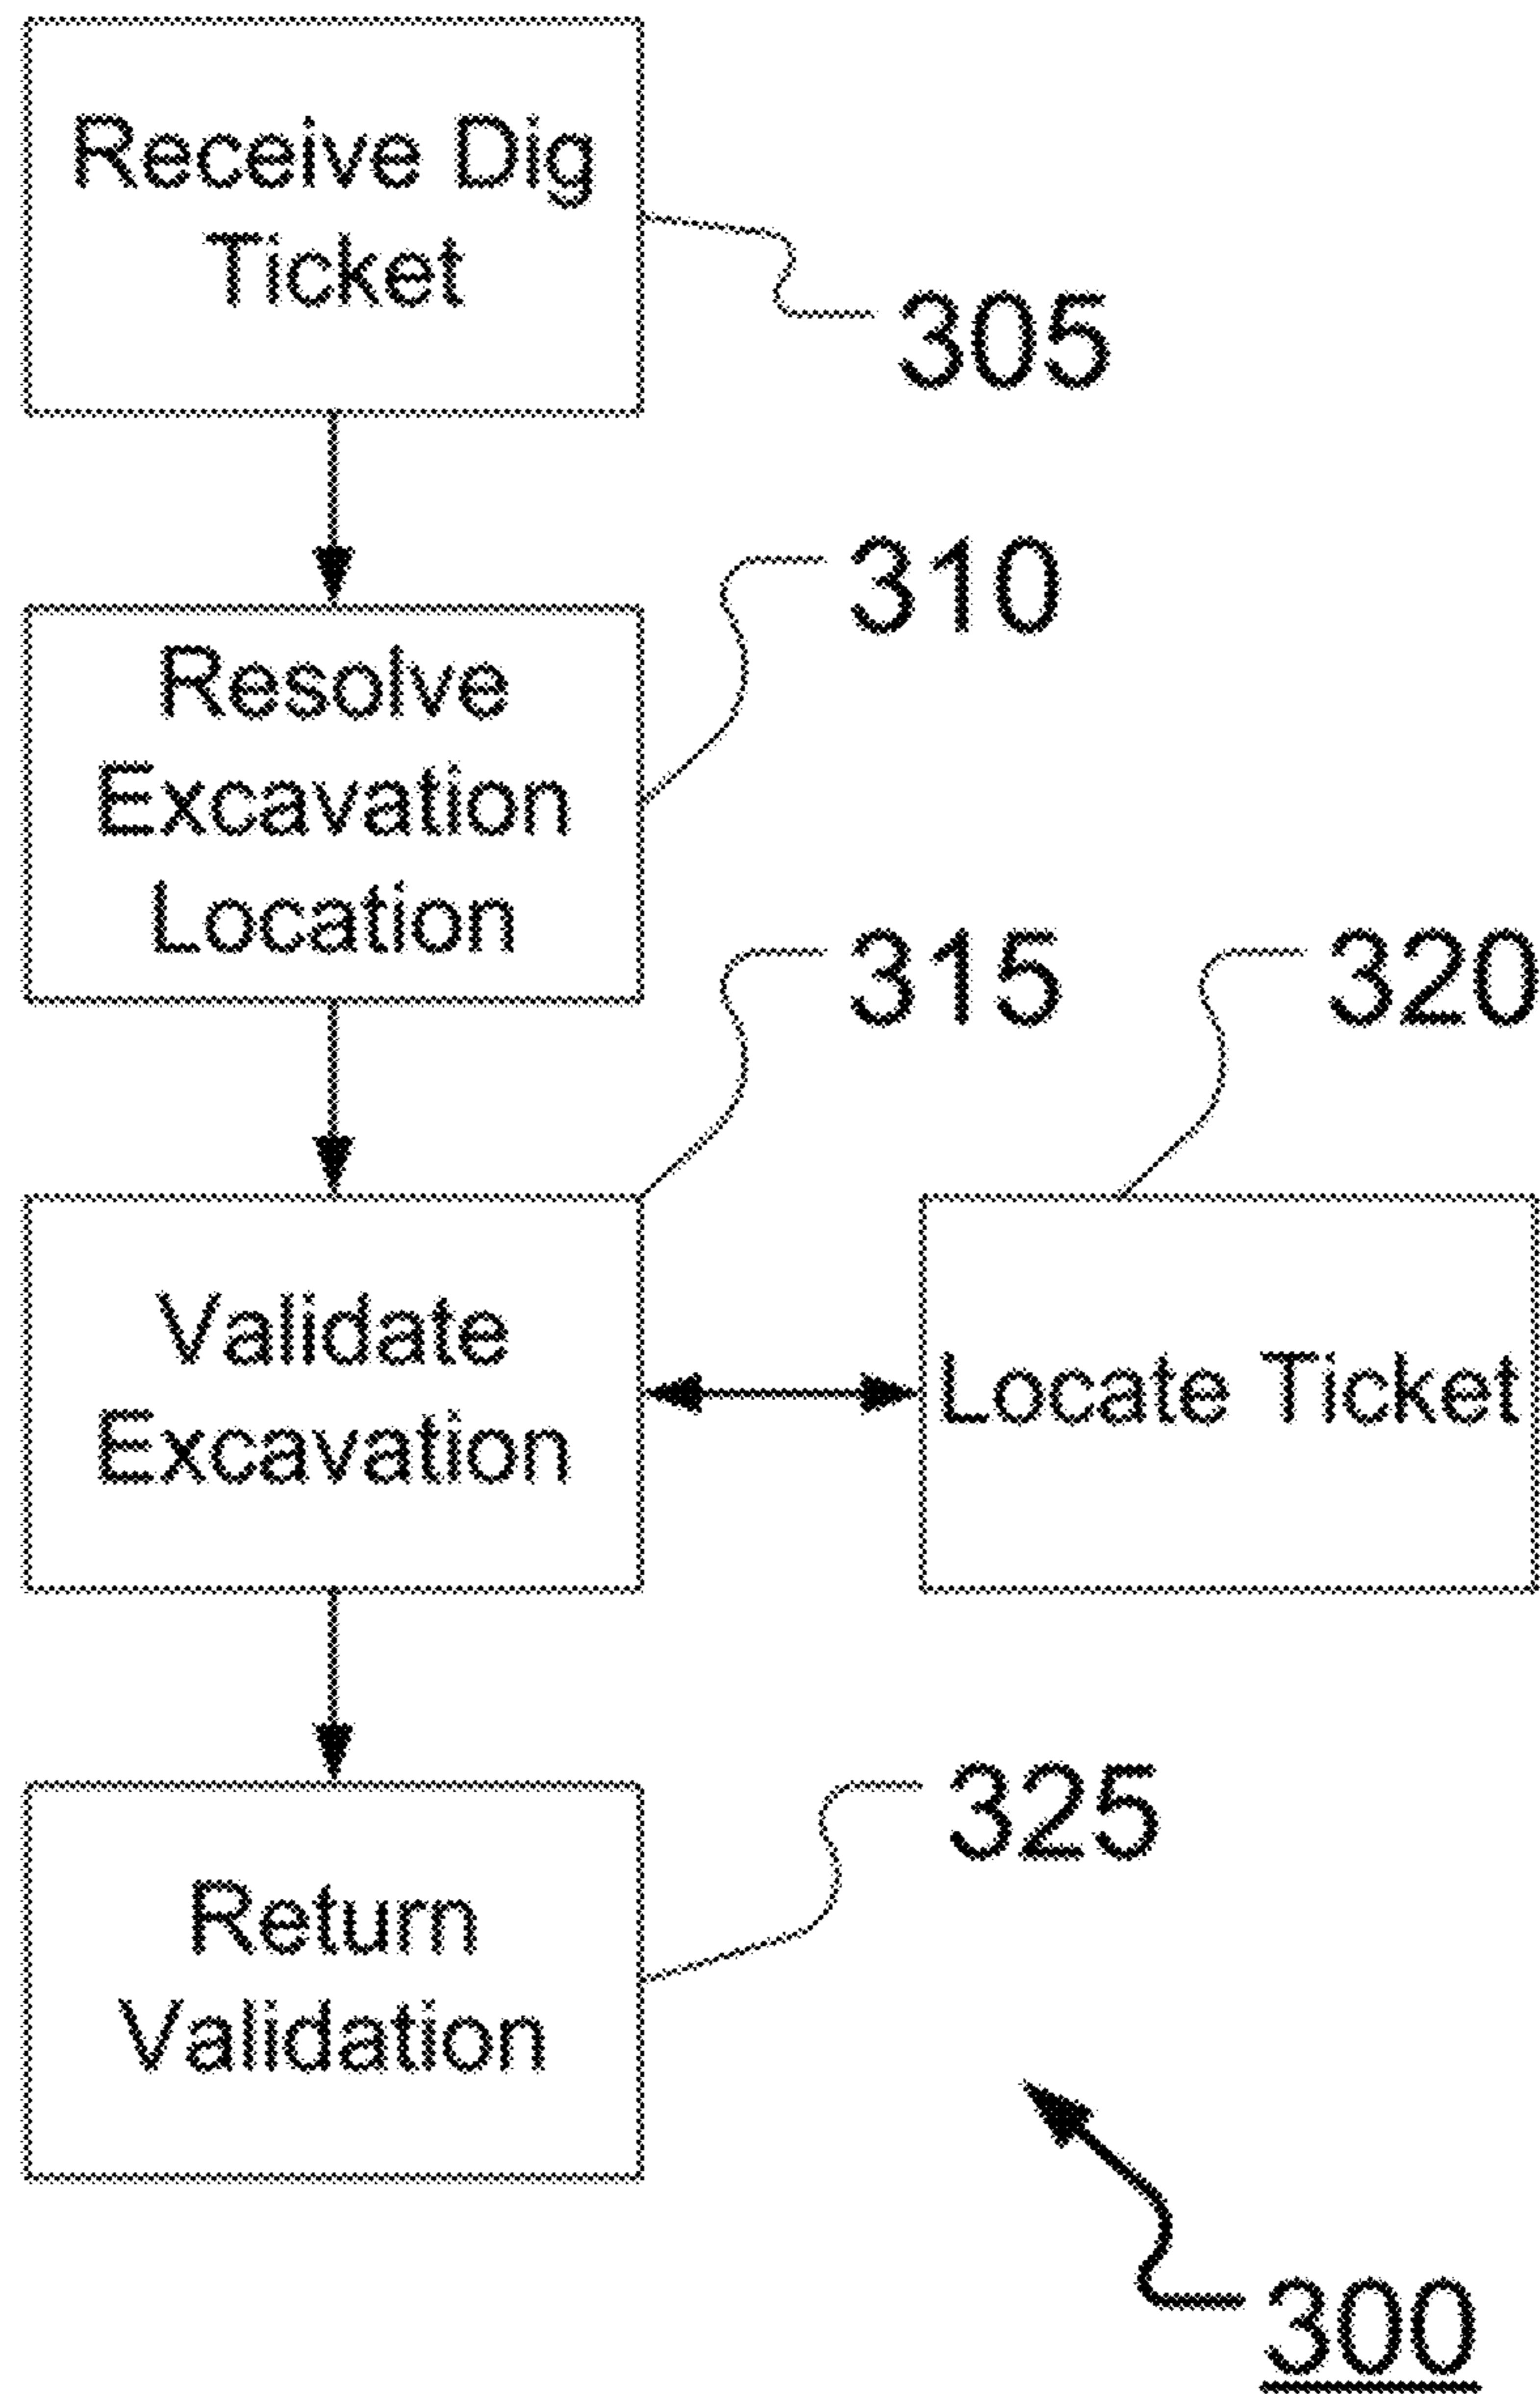 Receive Dig
Ticket
305
310
Resolve
Excavation
Location
315
320
Validate
Excavation
Locate Ticket
325
Return
Validation
300